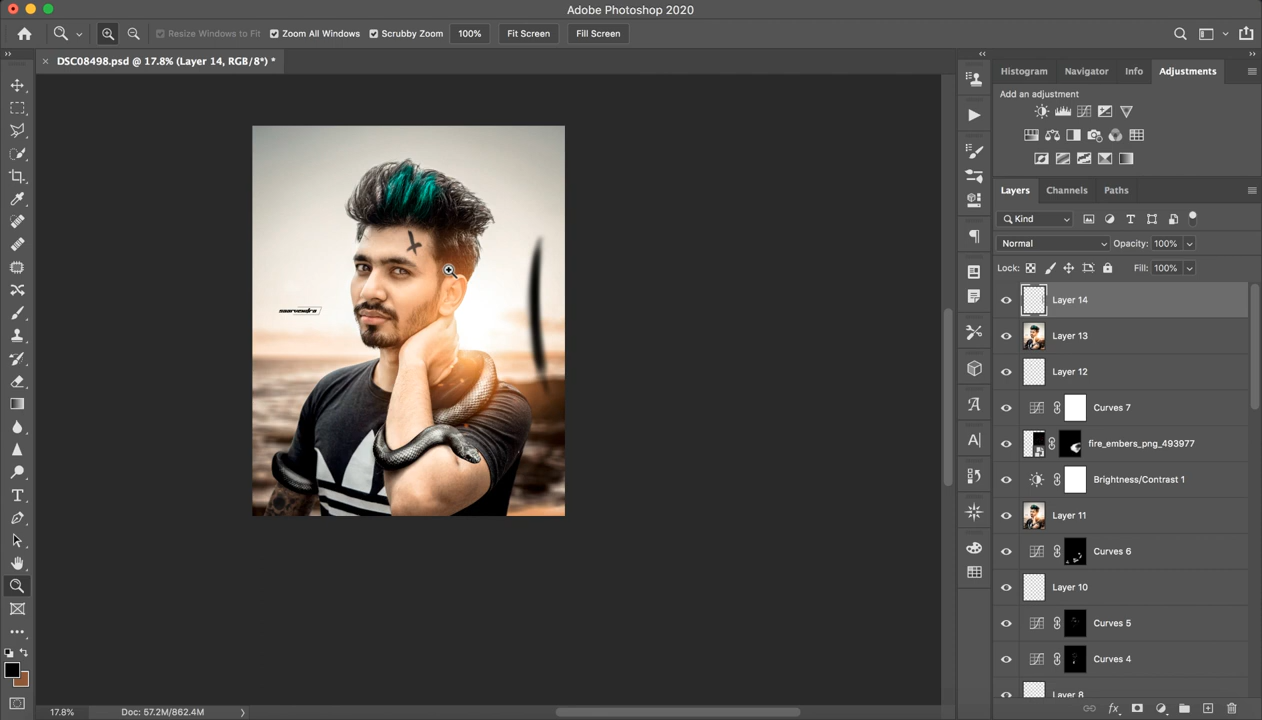 Adobe Photoshop 2020
Resize Windows to Fit Zoom All Windows Scrubby Zoom 100% Fit Screen Fill Screen
DSC08498.psd @ 17.8% (Layer 14, RGB/8*) *
Histogram Navigator Info Adjustments
Add an adjustment
Layers Channels Paths
Kind
Normal Opacity: 100%
Lock: Fill: 100%
Layer 14
Layer 13
Layer 12
Curves 7
fire_embers_png_493977
Brightness/Contrast 1
Layer 11
Curves 6
Layer 10
Curves 5
Curves 4
Layer 8
17.8% Doc: 57.2M/862.4M